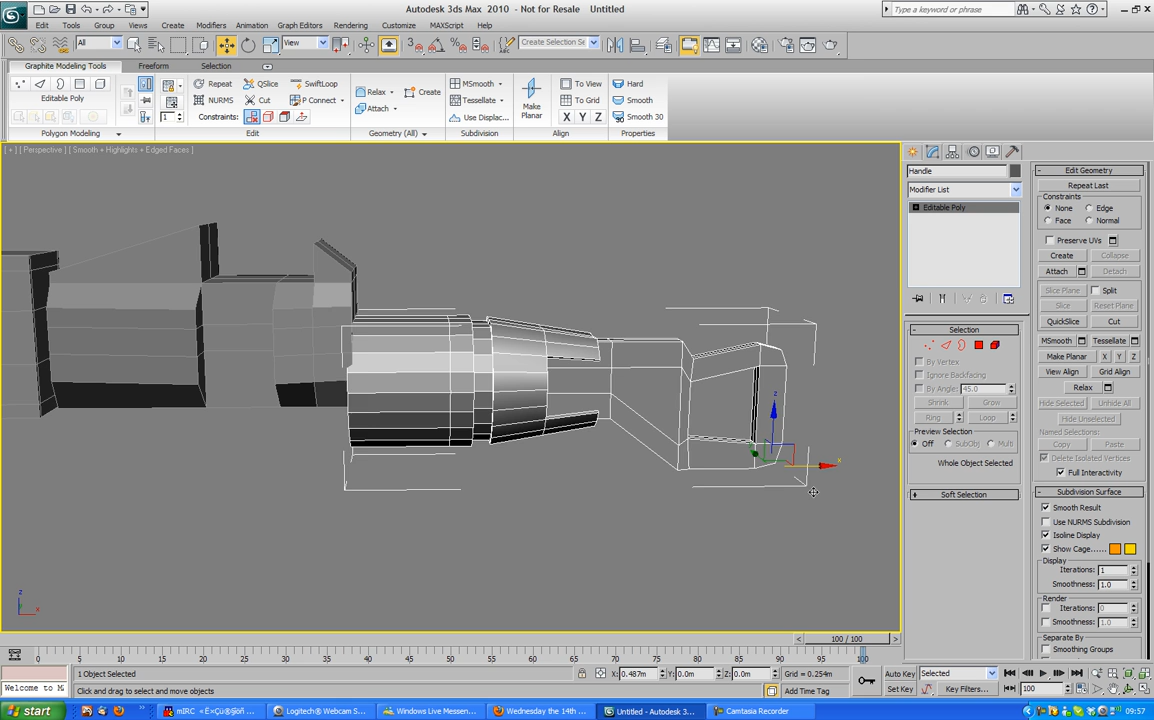 Autodesk 3ds Max 2010 - Not for Resale Untitled
Type a keyword or phrase
Edit Tools Group Views Create Modifiers Animation Graph Editors Rendering Customize MAXScript Help
All View Create Selection Se
Graphite Modeling Tools Freeform Selection
Repeat QSlice SwiftLoop Relax Create MSmooth To View Hard
Editable Poly NURMS Cut P Connect Attach Tessellate Make Planar To Grid Smooth
1 Constraints: Use Displac... X Y Z Smooth 30
Polygon Modeling Edit Geometry (All) Subdivision Align Properties
[ + ] [ Perspective ] [ Smooth + Highlights + Edged Faces ]
Handle
Modifier List
Editable Poly
Selection
By Vertex
Ignore Backfacing
By Angle: 45.0
Shrink Grow
Ring Loop
Preview Selection
Off SubObj Multi
Whole Object Selected
Soft Selection
Edit Geometry
Repeat Last
Constraints
None Edge
Face Normal
Preserve UVs
Create Collapse
Attach Detach
Slice Plane Split
Slice Reset Plane
QuickSlice Cut
MSmooth Tessellate
Make Planar X Y Z
View Align Grid Align
Relax
Hide Selected Unhide All
Hide Unselected
Named Selections:
Copy Paste
Delete Isolated Vertices
Full Interactivity
Subdivision Surface
Smooth Result
Use NURMS Subdivision
Isoline Display
Show Cage......
Display
Iterations: 1
Smoothness: 1.0
Render
Iterations: 0
Smoothness: 1.0
Separate By
Smoothing Groups
z
x
z
x
100 / 100
0 5 10 15 20 25 30 35 40 45 50 55 60 65 70 75 80 85 90 95 100
1 Object Selected X: 0.487m Y: 0.0m Z: 0.0m Grid = 0.254m Auto Key Selected
Welcome to M Click and drag to select and move objects Add Time Tag Set Key Key Filters... 100
start Logitech® Webcam S... Windows Live Messen... Wednesday the 14th ... Untitled - Autodesk 3... Camtasia Recorder 09:57